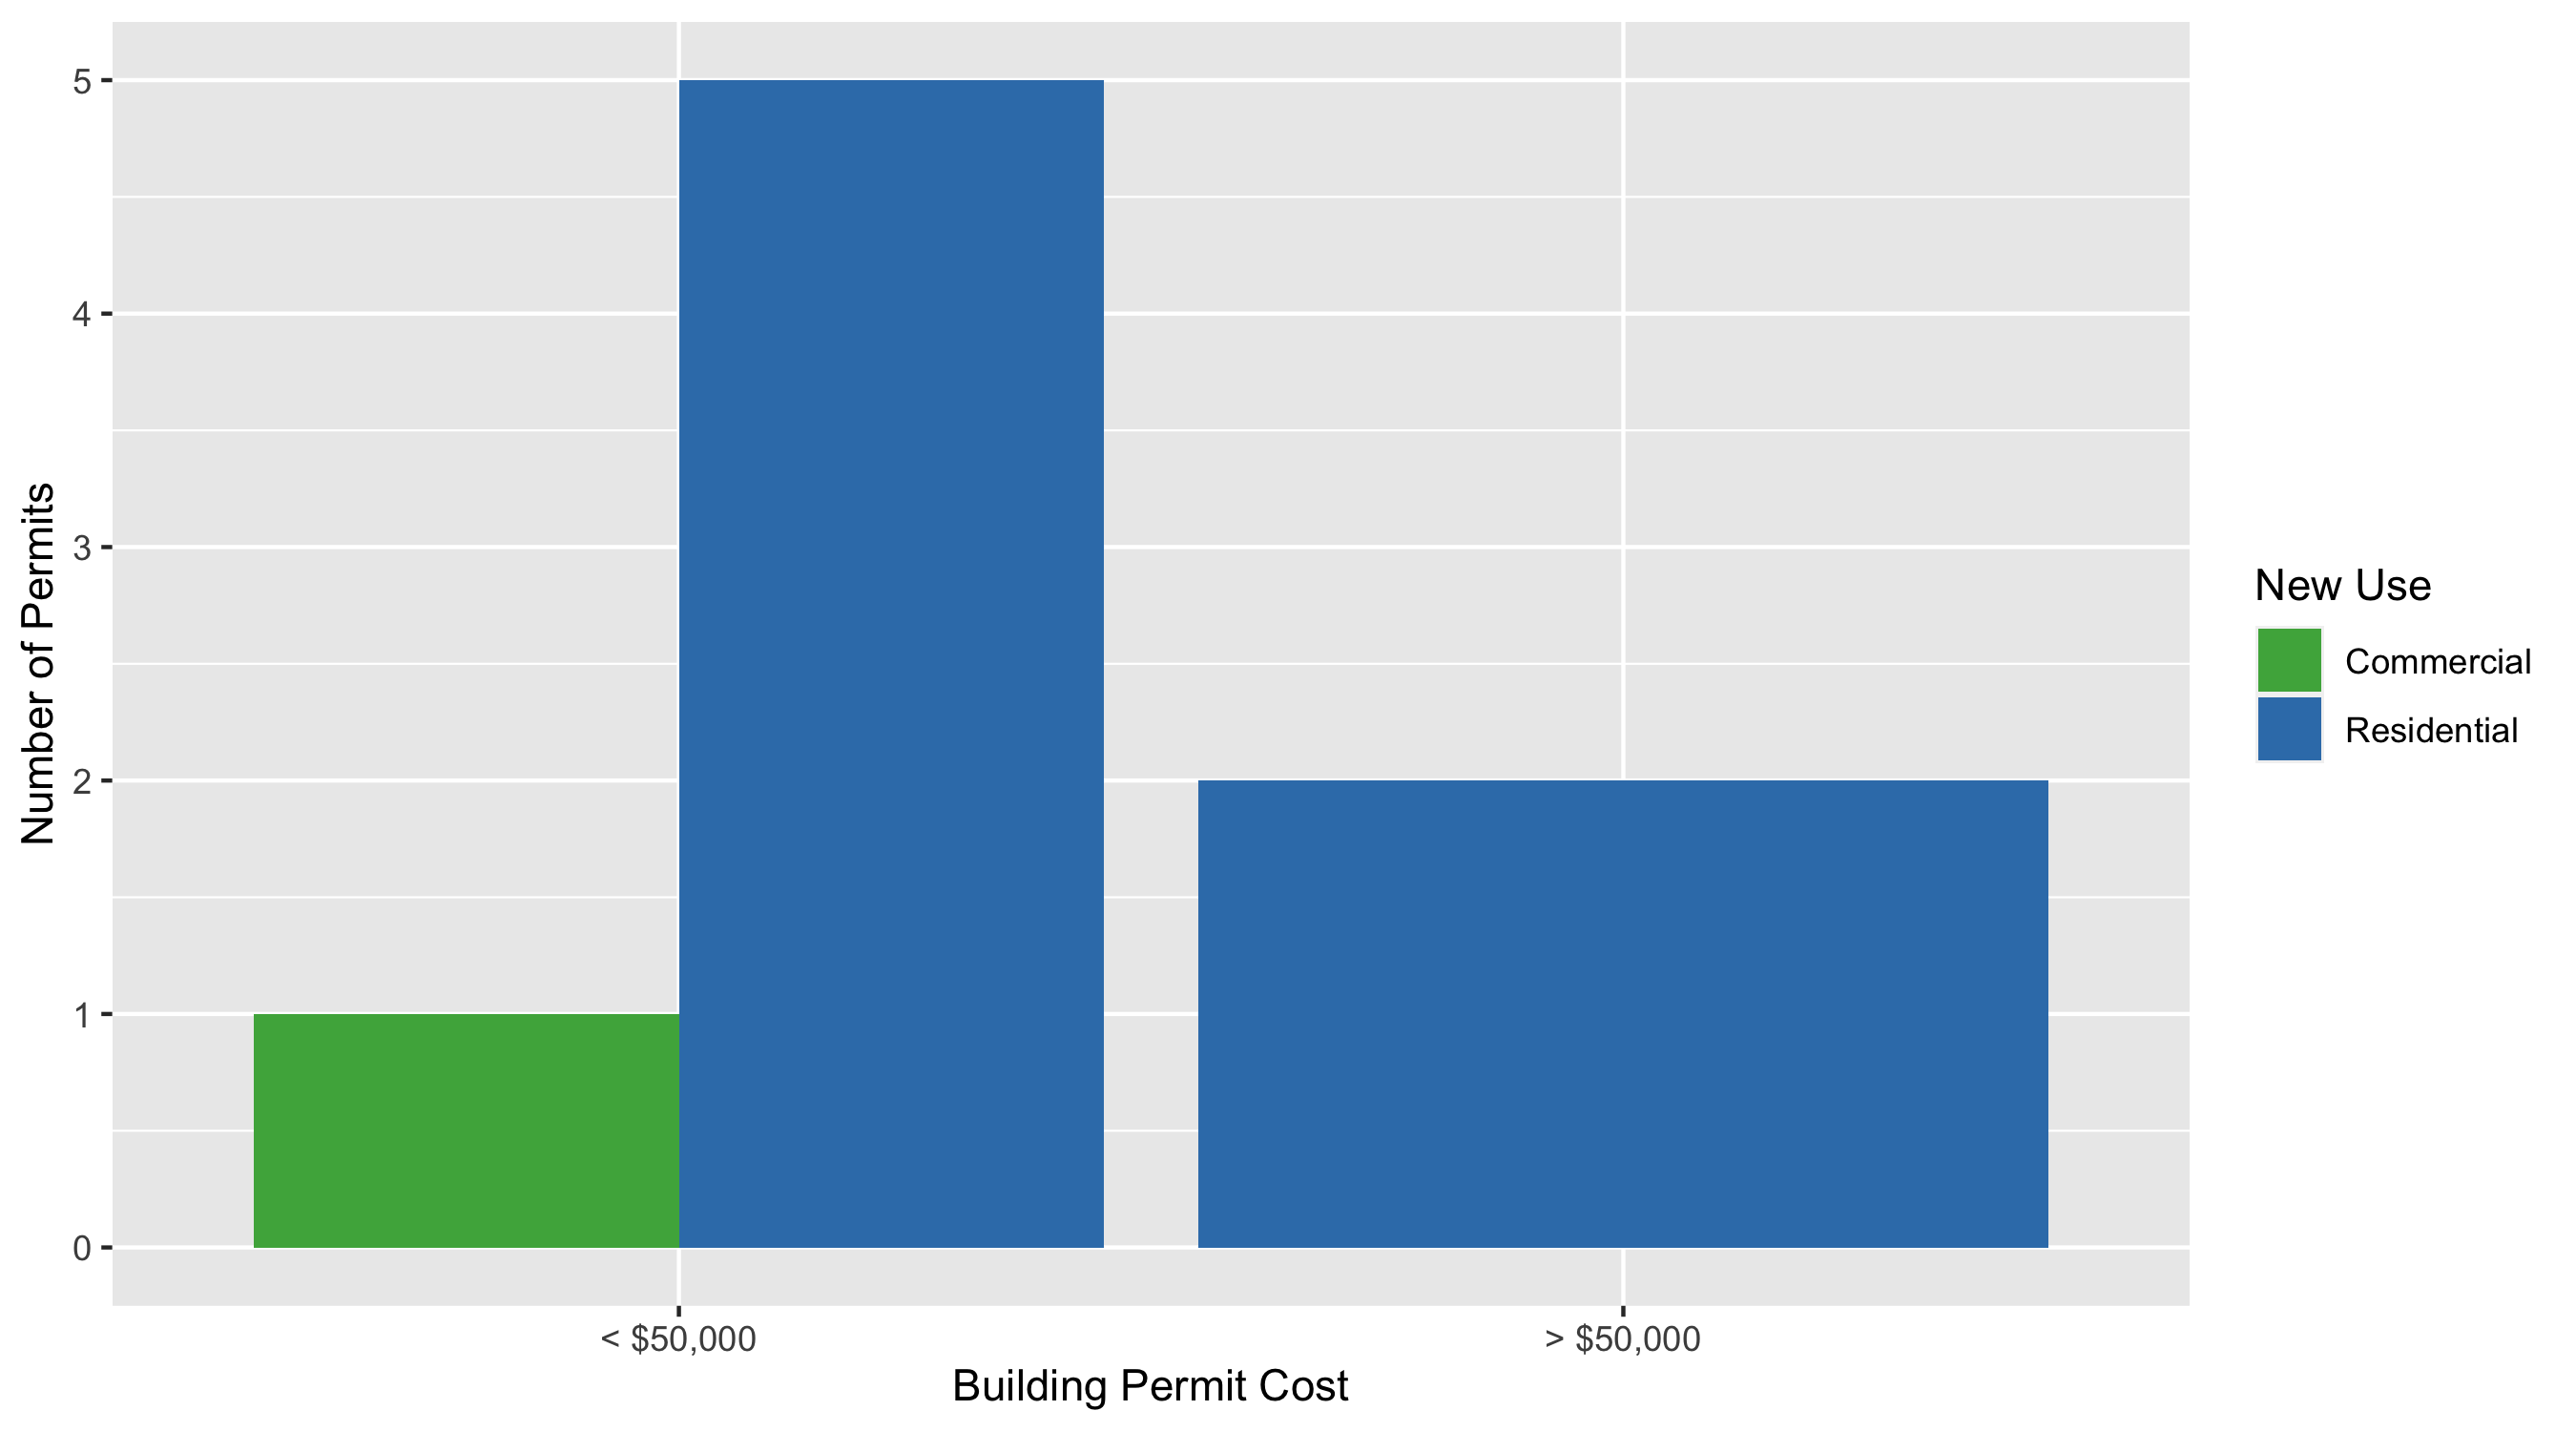 Number of Permits
5
4
3
2
1
0
< $50,000
> $50,000
Building Permit Cost
New Use
Commercial
Residential